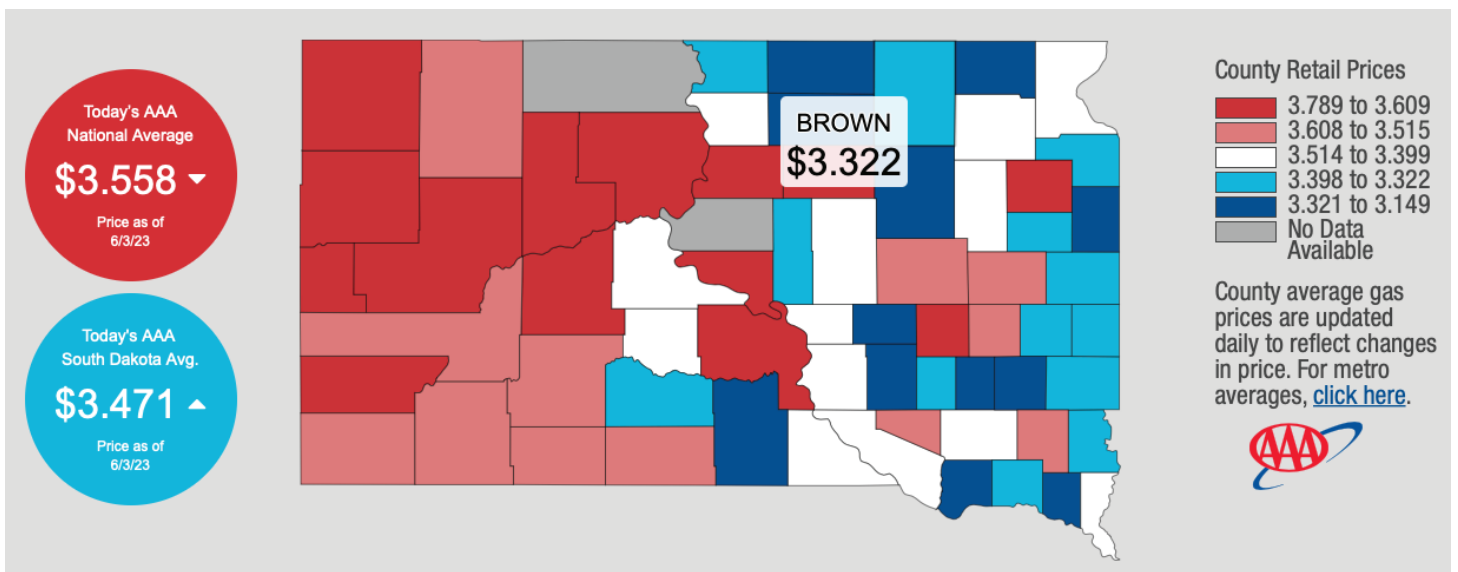 Today's AAA
National Average
$3.558
Price as of
6/3/23
Today's AAA
South Dakota Avg.
$3.471
Price as of
6/3/23
BROWN
$3.322
County Retail Prices
3.789 to 3.609
3.608 to 3.515
3.514 to 3.399
3.398 to 3.322
3.321 to 3.149
No Data
Available
County average gas
prices are updated
daily to reflect changes
in price. For metro
averages, click here.
AAA